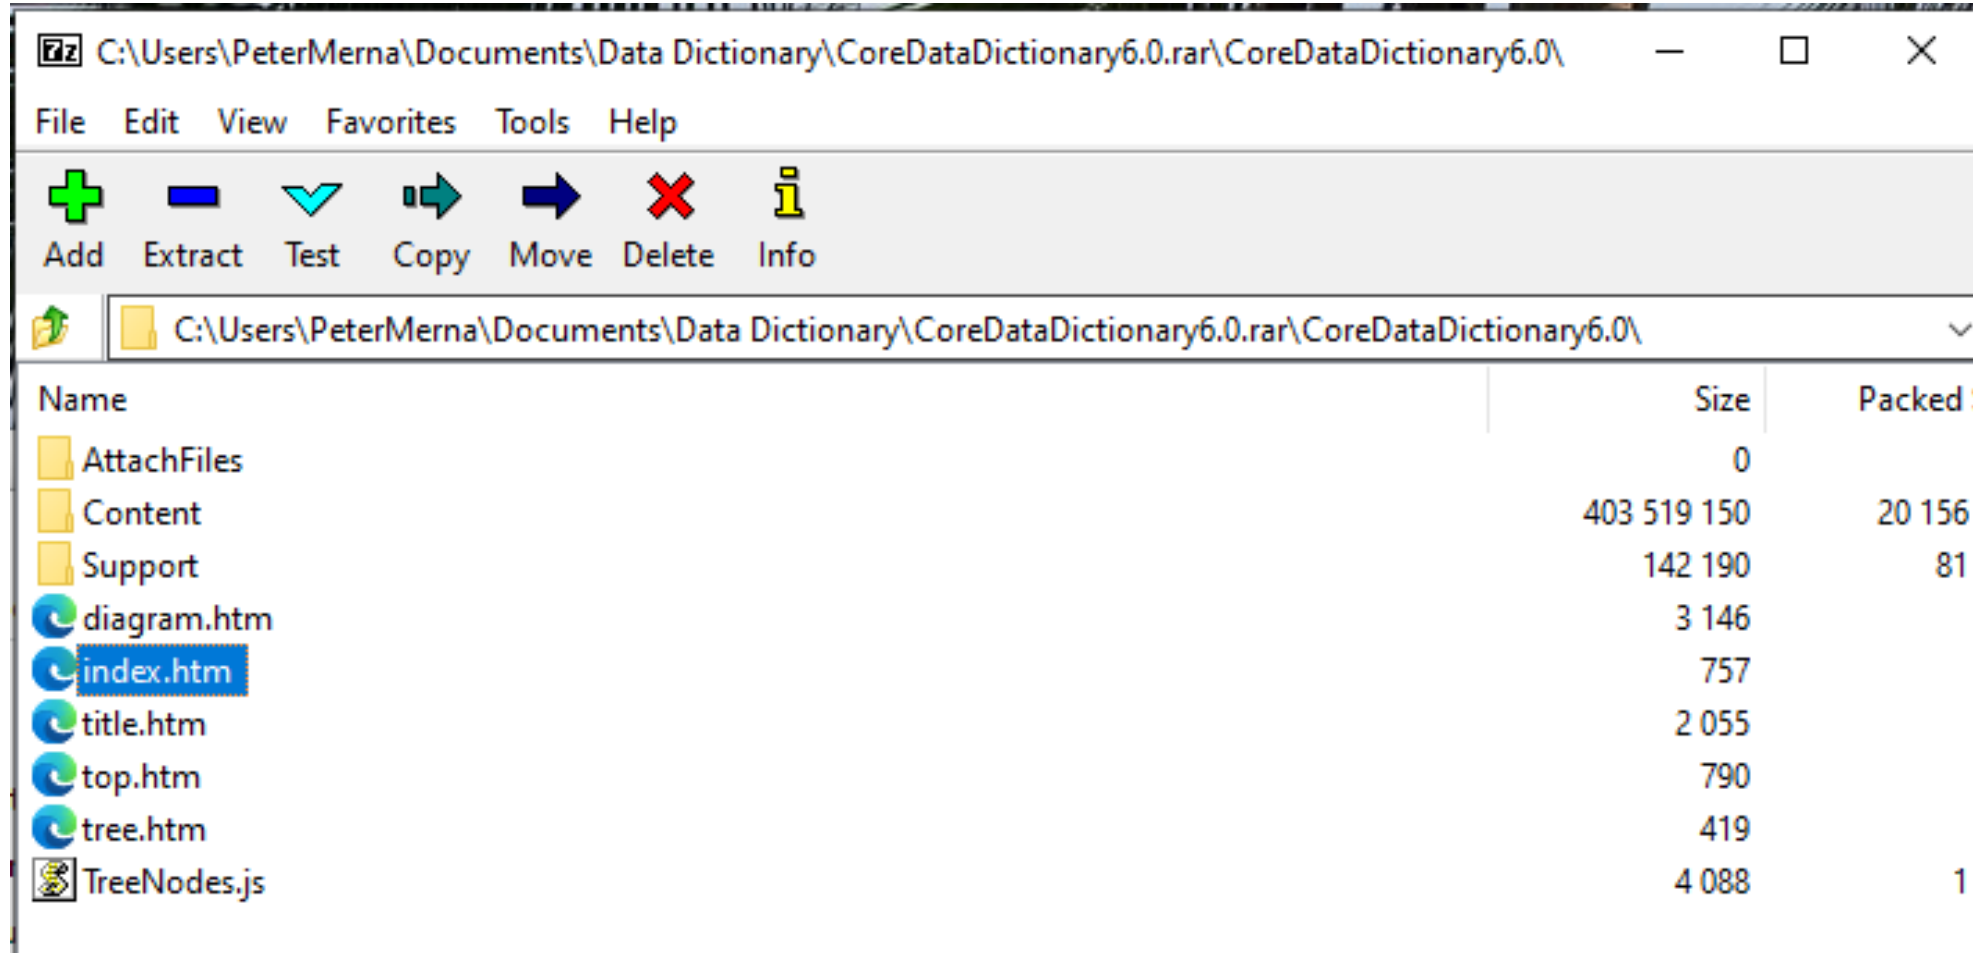 7z C:\Users\PeterMerna\Documents\Data Dictionary\CoreDataDictionary6.0.rar\CoreDataDictionary6.0\
File Edit View Favorites Tools Help
Add Extract Test Copy Move Delete Info
C:\Users\PeterMerna\Documents\Data Dictionary\CoreDataDictionary6.0.rar\CoreDataDictionary6.0\
Name Size Packed
AttachFiles 0
Content 403 519 150 20 156
Support 142 190 81
diagram.htm 3 146
index.htm 757
title.htm 2 055
top.htm 790
tree.htm 419
TreeNodes.js 4 088 1